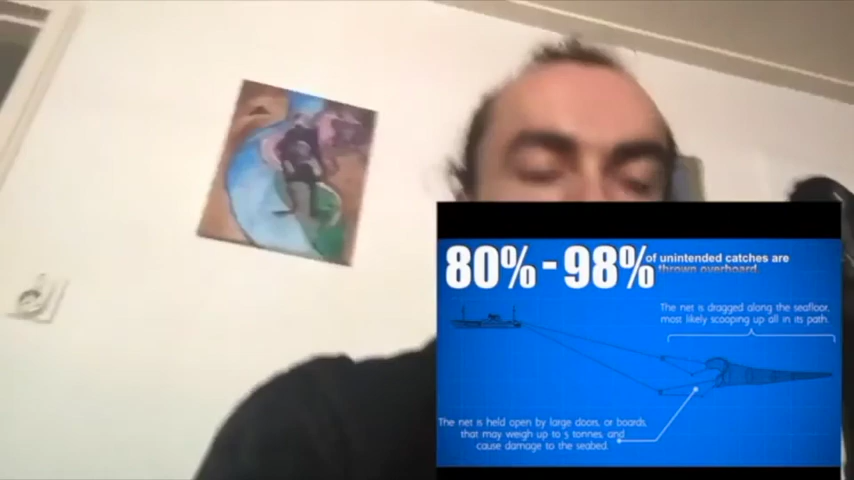 80% - 98% of unintended catches are
thrown overboard.
The net is dragged along the seafloor,
most likely scooping up all in its path.
The net is held open by large doors, or boards,
that may weigh up to 5 tonnes, and
cause damage to the seabed.